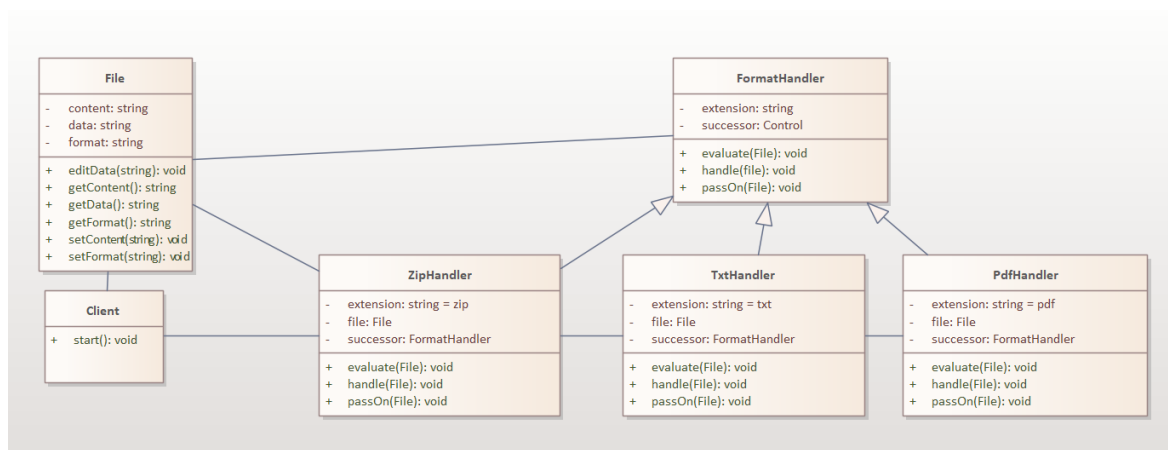 File
- content: string
- data: string
- format: string
+ editData(string): void
+ getContent(): string
+ getData(): string
+ getFormat(): string
+ setContent(string): void
+ setFormat(string): void
FormatHandler
- extension: string
- successor: Control
+ evaluate(File): void
+ handle(file): void
+ passOn(File): void
Client
+ start(): void
ZipHandler
- extension: string = zip
- file: File
- successor: FormatHandler
+ evaluate(File): void
+ handle(File): void
+ passOn(File): void
TxtHandler
- extension: string = txt
- file: File
- successor: FormatHandler
+ evaluate(File): void
+ handle(File): void
+ passOn(File): void
PdfHandler
- extension: string = pdf
- file: File
- successor: FormatHandler
+ evaluate(File): void
+ handle(File): void
+ passOn(File): void